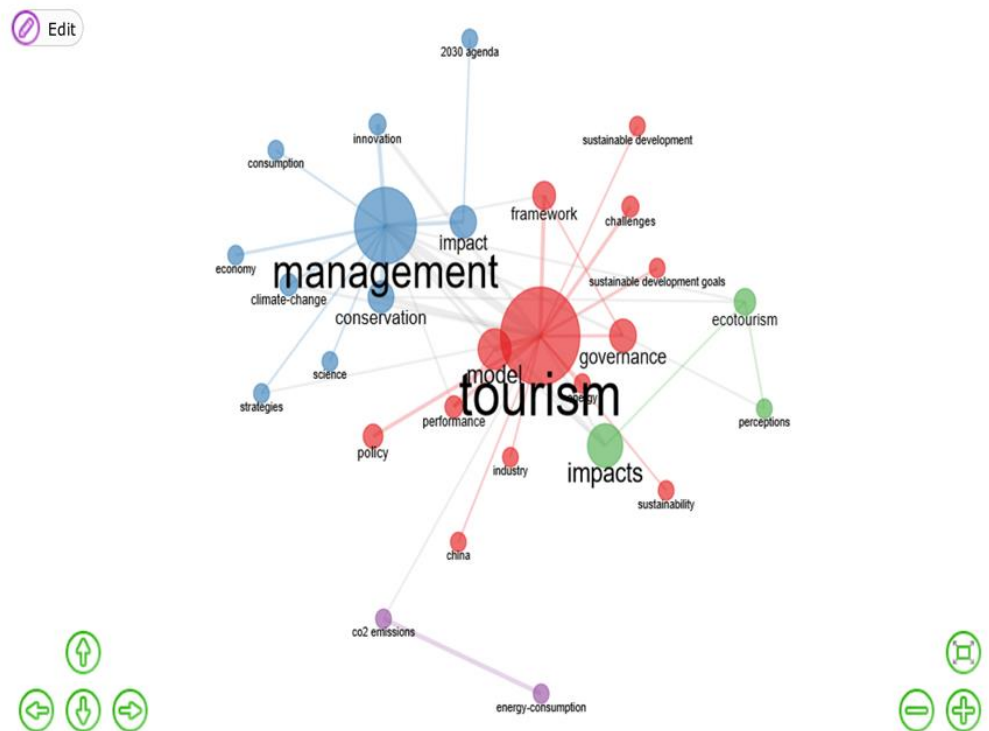 Edit
2030 agenda
innovation
sustainable development
consumption
framework
challenges
impact
economy
management
sustainable development goals
climate-change
conservation
ecotourism
governance
science
model
tourism
energy
strategies
performance
perceptions
policy
industry
impacts
sustainability
china
co2 emissions
energy-consumption